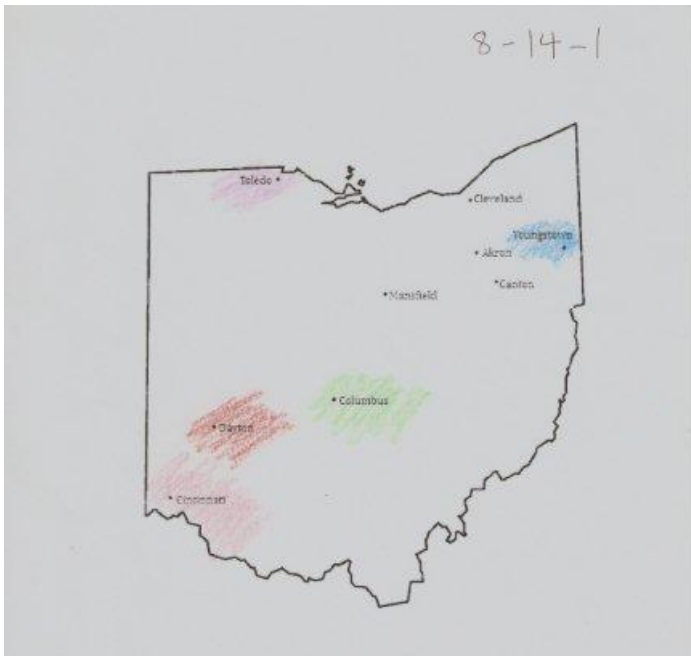 8-14-1
Toledo
Cleveland
Youngstown
Akron
Canton
Mansfield
Columbus
Dayton
Cincinnati